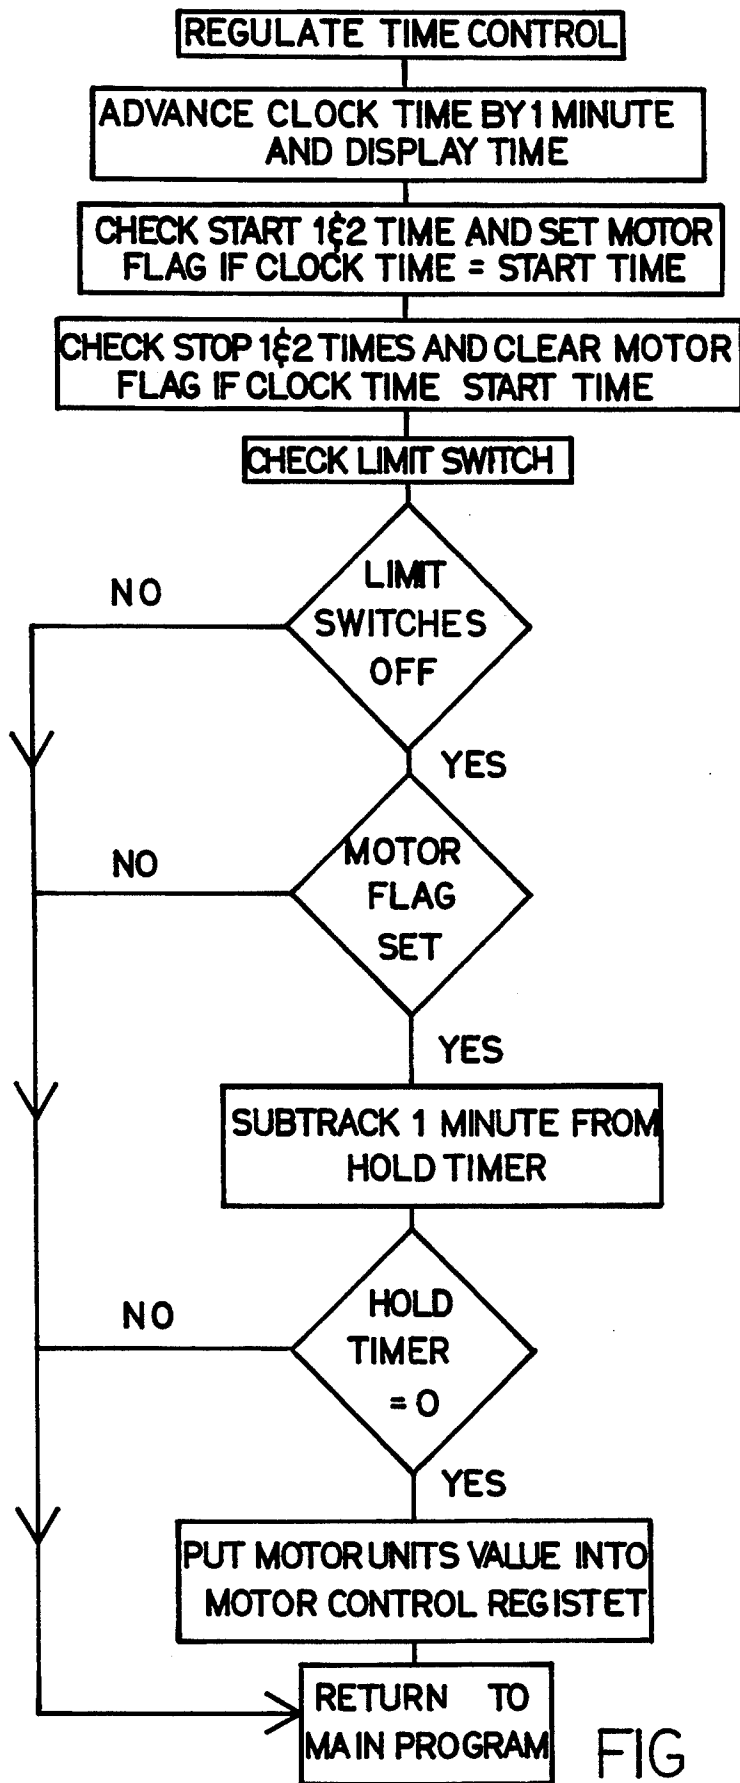 REGULATE TIME CONTROL
ADVANCE CLOCK TIME BY 1 MINUTE
AND DISPLAY TIME
CHECK START 1&2 TIME AND SET MOTOR
FLAG IF CLOCK TIME = START TIME
CHECK STOP 1&2 TIMES AND CLEAR MOTOR
FLAG IF CLOCK TIME START TIME
CHECK LIMIT SWITCH
LIMIT
SWITCHES
OFF
NO
YES
MOTOR
FLAG
SET
NO
YES
SUBTRACK 1 MINUTE FROM
HOLD TIMER
HOLD
TIMER
= 0
NO
YES
PUT MOTOR UNITS VALUE INTO
MOTOR CONTROL REGISTET
RETURN TO
MAIN PROGRAM
FIG